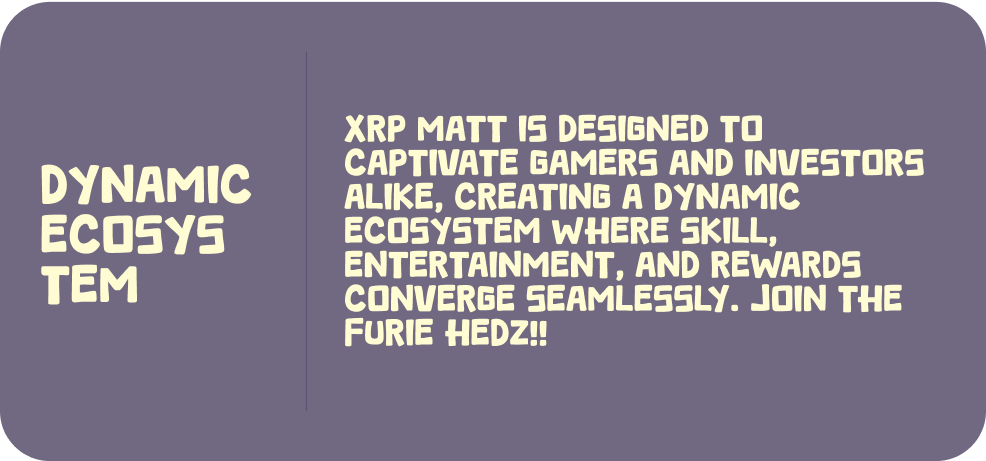 DYNAMIC
ECOSYS
TEM
XRP MATT IS DESIGNED TO
CAPTIVATE GAMERS AND INVESTORS
ALIKE, CREATING A DYNAMIC
ECOSYSTEM WHERE SKILL,
ENTERTAINMENT, AND REWARDS
CONVERGE SEAMLESSLY. JOIN THE
FURIE HEDZ!!